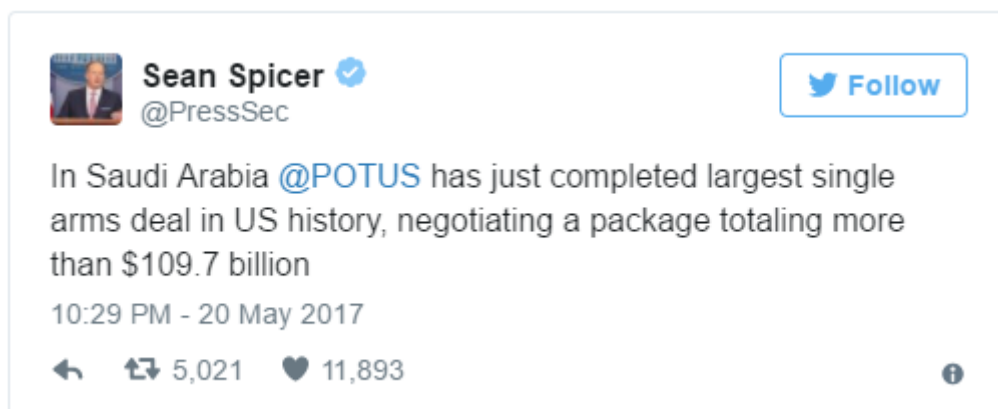 Sean Spicer
@PressSec
Follow
In Saudi Arabia @POTUS has just completed largest single
arms deal in US history, negotiating a package totaling more
than $109.7 billion
10:29 PM - 20 May 2017
5,021 11,893